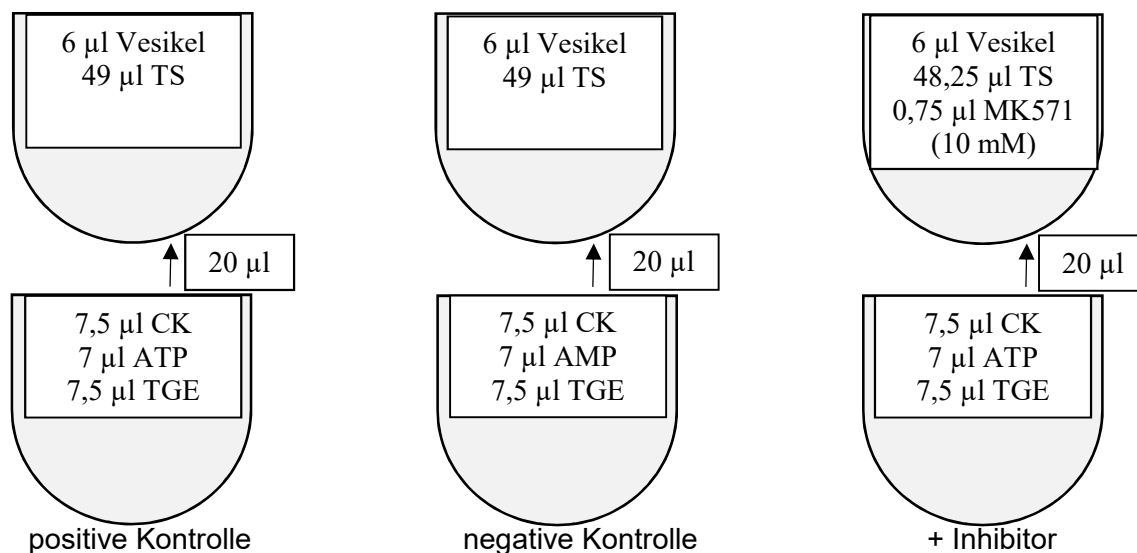 6 µl Vesikel
49 µl TS
6 µl Vesikel
49 µl TS
6 µl Vesikel
48,25 µl TS
0,75 µl MK571
(10 mM)
20 µl
20 µl
20 µl
7,5 µl CK
7 µl ATP
7,5 µl TGE
7,5 µl CK
7 µl AMP
7,5 µl TGE
7,5 µl CK
7 µl ATP
7,5 µl TGE
positive Kontrolle
negative Kontrolle
+ Inhibitor